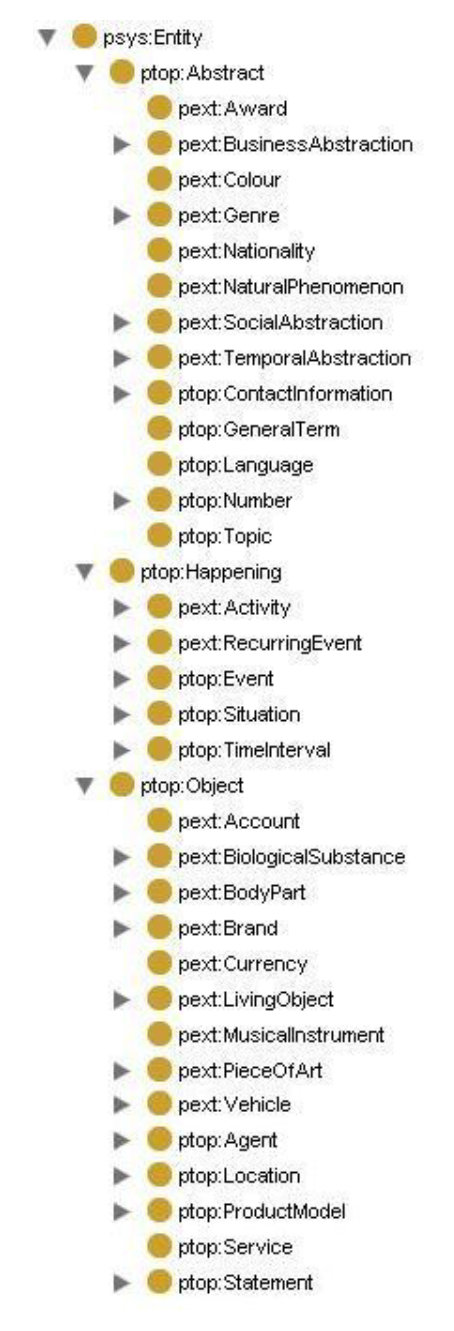 psys:Entity
ptop:Abstract
pext:Award
pext:BusinessAbstraction
pext:Colour
pext:Genre
pext:Nationality
pext:NaturalPhenomenon
pext:SocialAbstraction
pext:TemporalAbstraction
ptop:ContactInformation
ptop:GeneralTerm
ptop:Language
ptop:Number
ptop:Topic
ptop:Happening
pext:Activity
pext:RecurringEvent
ptop:Event
ptop:Situation
ptop:TimeInterval
ptop:Object
pext:Account
pext:BiologicalSubstance
pext:BodyPart
pext:Brand
pext:Currency
pext:LivingObject
pext:MusicalInstrument
pext:PieceOfArt
pext:Vehicle
ptop:Agent
ptop:Location
ptop:ProductModel
ptop:Service
ptop:Statement